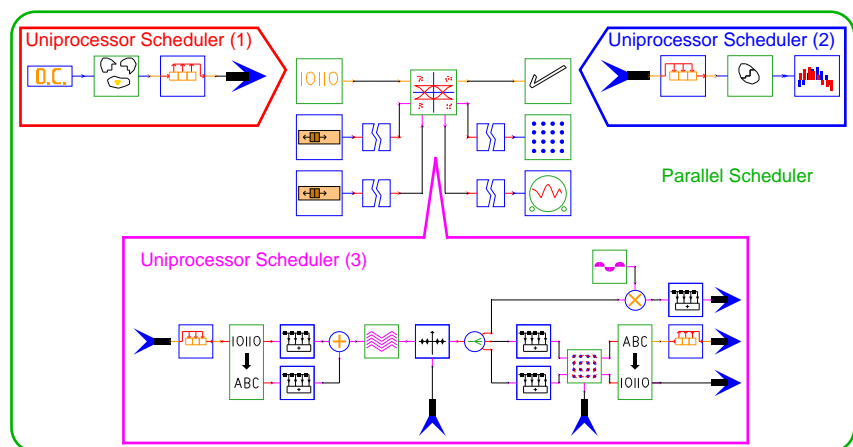 Uniprocessor Scheduler (1)
Uniprocessor Scheduler (2)
D.C.
IOIIO
Parallel Scheduler
Uniprocessor Scheduler (3)
IOIIO
ABC
ABC
IOIIO